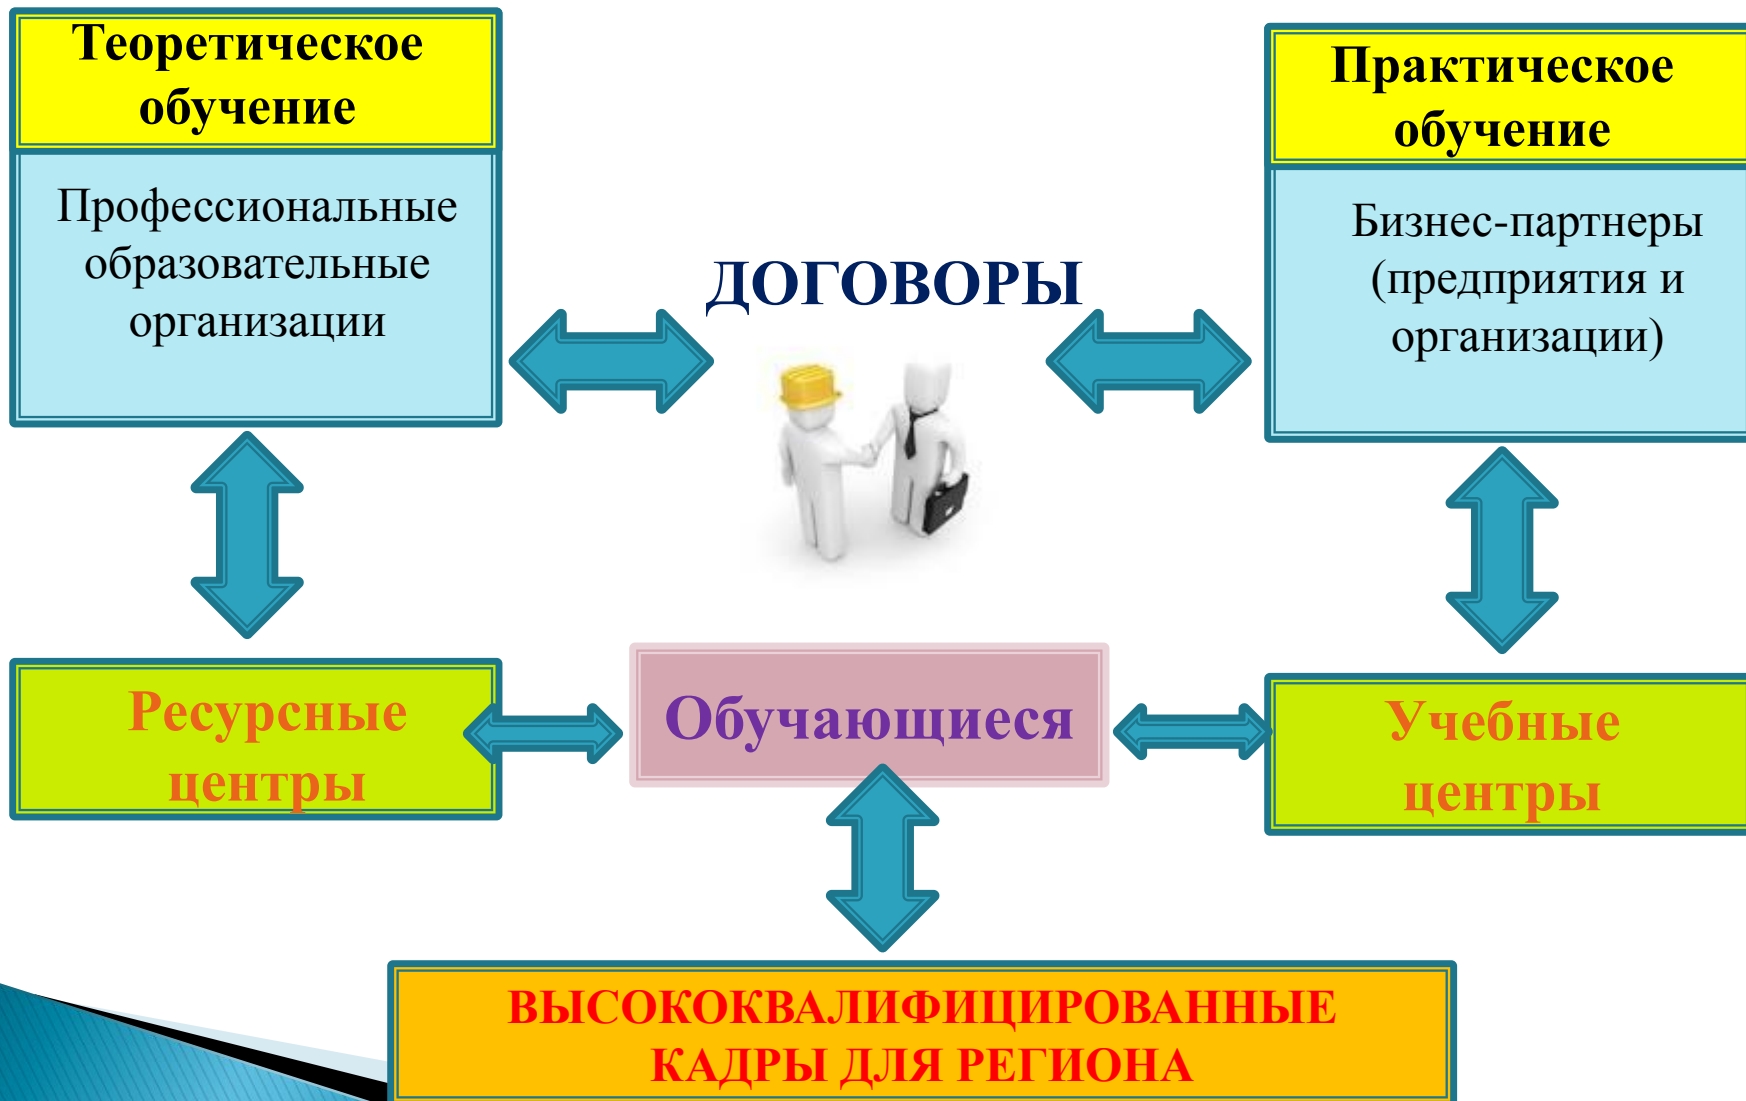 Теоретическое
обучение
Профессиональные
образовательные
организации
ДОГОВОРЫ
Практическое
обучение
Бизнес-партнеры
(предприятия и
организации)
Ресурсные
центры
Обучающиеся
Учебные
центры
ВЫСОКОКВАЛИФИЦИРОВАННЫЕ
КАДРЫ ДЛЯ РЕГИОНА